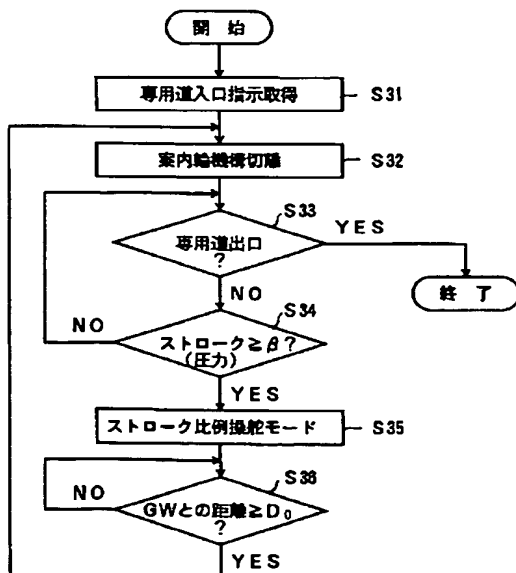 開 始
専用道入口指示取得
S31
案内輪機構切離
S32
S33
専用道出口
?
YES
終 了
NO
S34
NO
ストローク≧β?
(圧力)
YES
ストローク比例操舵モード
S35
S36
NO
GWとの距離≧D₀
?
YES